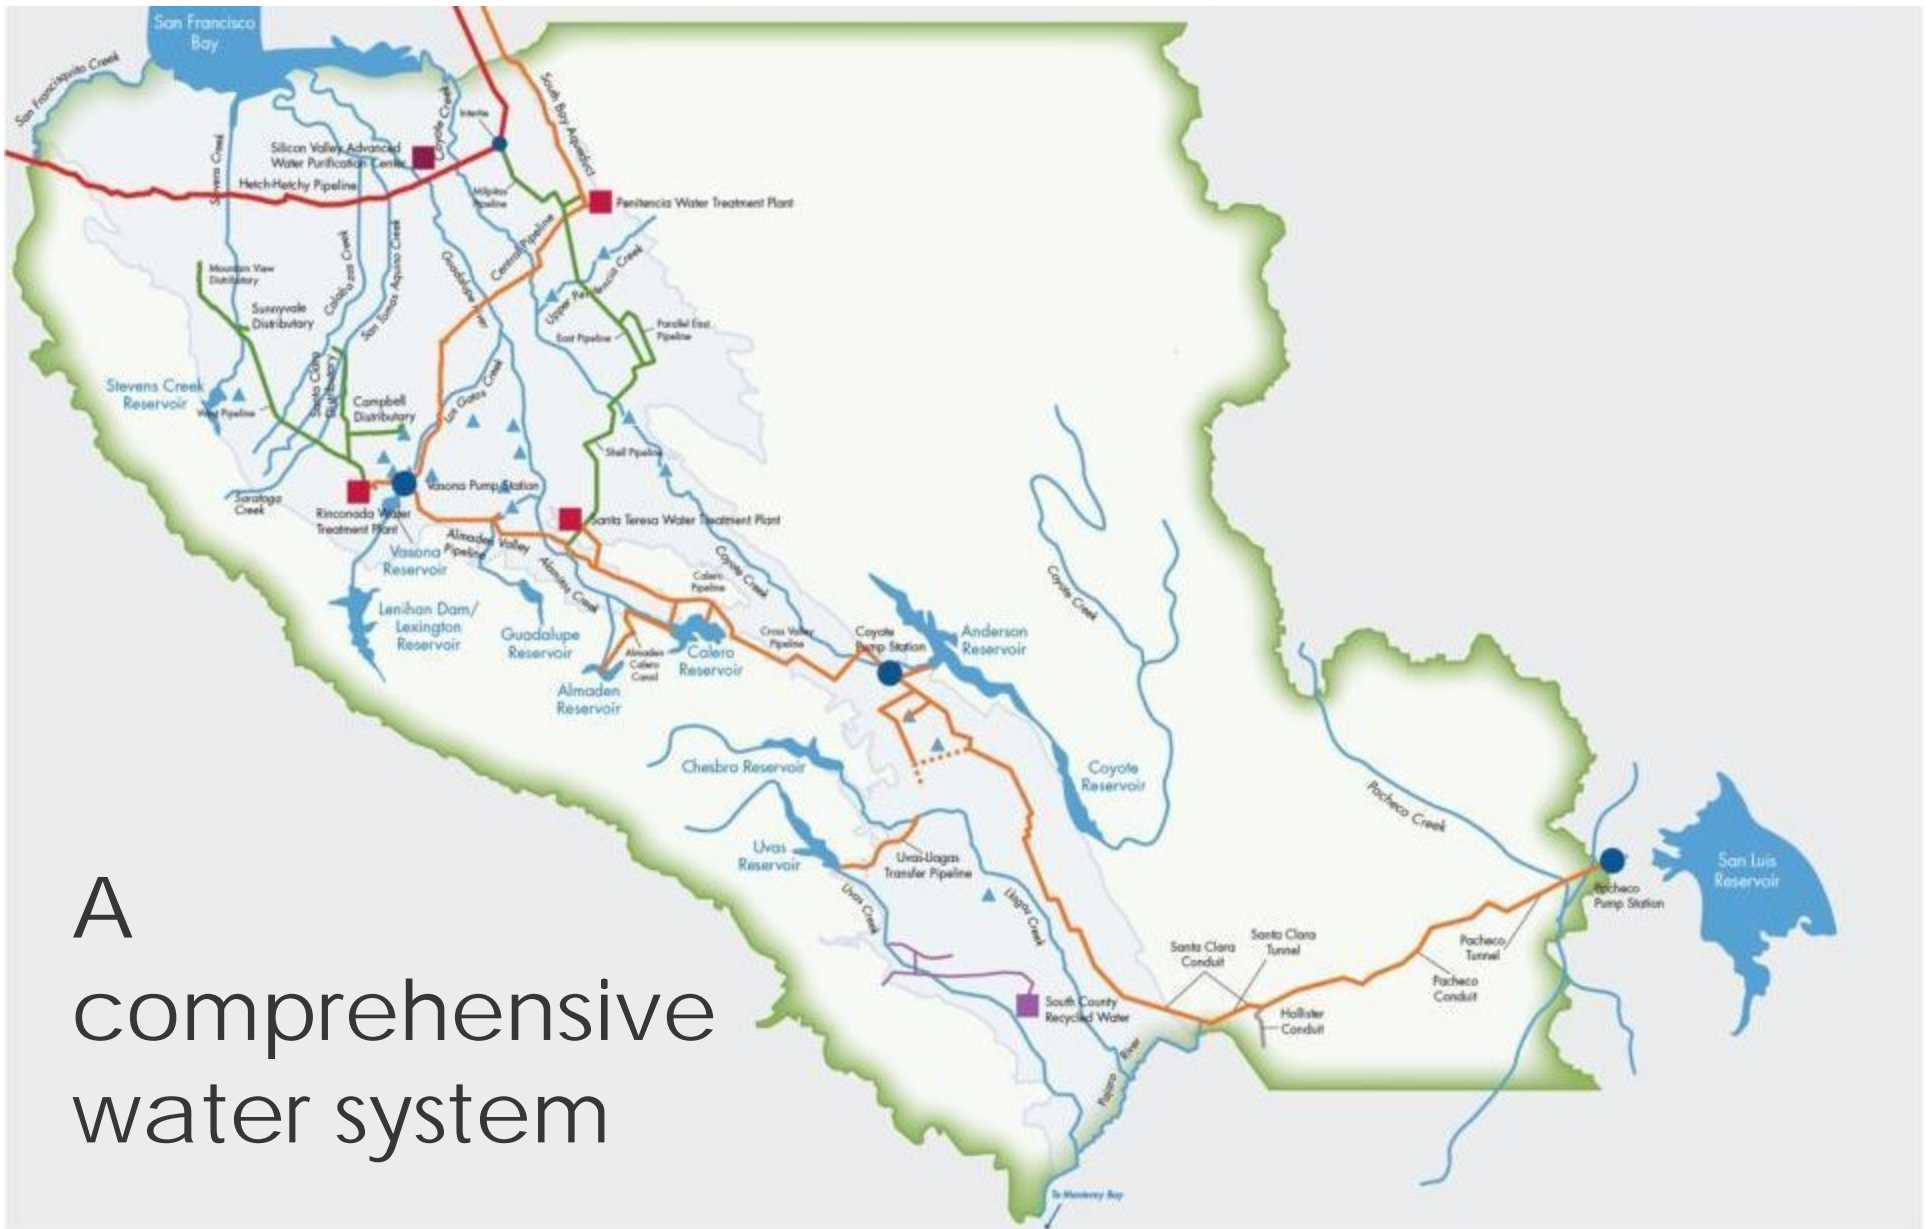 San Francisco
Bay
San Francisquito Creek
South Bay Aqueduct
Coyote Creek
Intertie
Stevens Creek
Silicon Valley Advanced
Water Purification Center
Hetch-Hetchy Pipeline
Milpitas
Pipeline
Penitencia Water Treatment Plant
Central Pipeline
Upper Penitencia Creek
Mountain View
Distributary
Sunnyvale
Distributary
Calabazas Creek
San Tomas Aquino Creek
Guadalupe River
East Pipeline
Parallel East
Pipeline
Stevens Creek
Reservoir
West Pipeline
Santa Clara
Distributary
Campbell
Distributary
Los Gatos Creek
Shell Pipeline
Saratoga
Creek
Vasona Pump Station
Rinconada Water
Treatment Plant
Santa Teresa Water Treatment Plant
Vasona
Reservoir
Almaden Valley
Pipeline
Alamitos Creek
Coyote Creek
Calero
Pipeline
Lenihan Dam/
Lexington
Reservoir
Guadalupe
Reservoir
Almaden
Calero
Canal
Calero
Reservoir
Cross Valley
Pipeline
Coyote
Pump Station
Anderson
Reservoir
Coyote Creek
Almaden
Reservoir
Chesbro Reservoir
Coyote
Reservoir
Pacheco Creek
Uvas
Reservoir
Uvas-Llagas
Transfer Pipeline
Uvas Creek
Llagas Creek
San Luis
Reservoir
Pacheco
Pump Station
Santa Clara
Conduit
Santa Clara
Tunnel
Pacheco
Tunnel
Pacheco
Conduit
Hollister
Conduit
South County
Recycled Water
Pajaro River
To Monterey Bay
A
comprehensive
water system